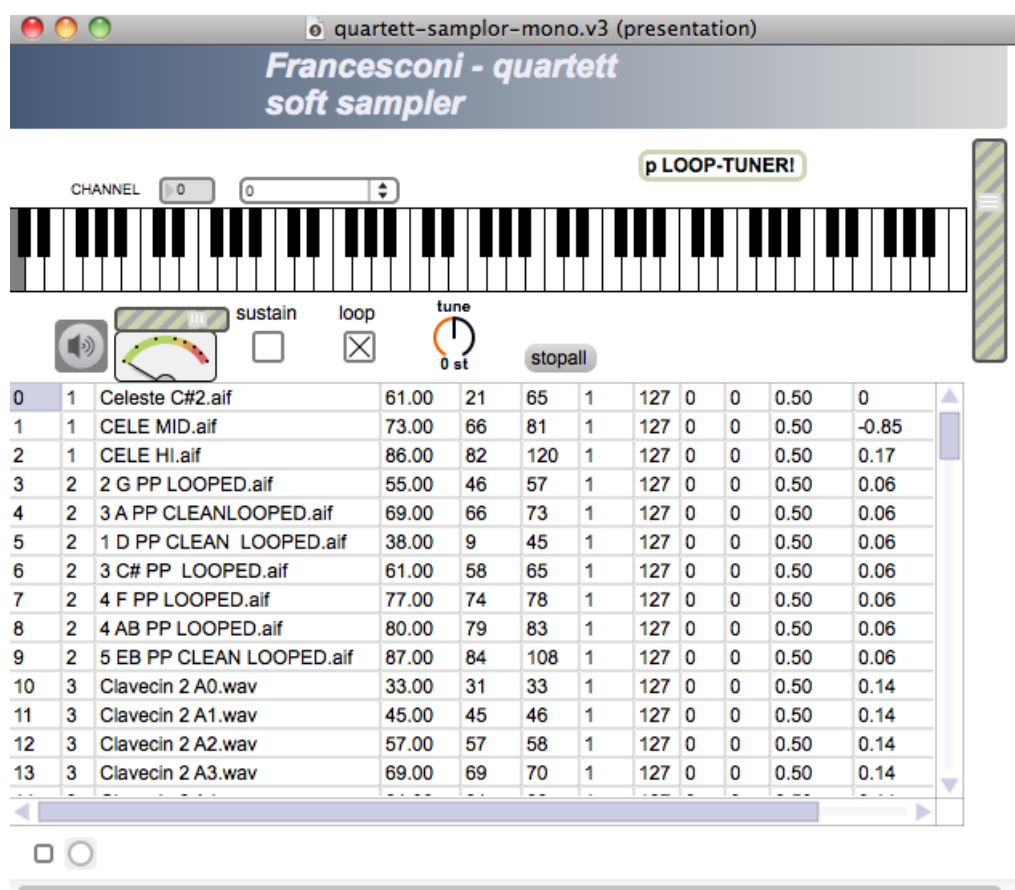 quartett-samplor-mono.v3 (presentation)
Francesconi - quartett
soft sampler
p LOOP-TUNER!
CHANNEL 0 0
sustain loop tune
0 st
stopall
0 1 Celeste C#2.aif 61.00 21 65 1 127 0 0 0.50 0
1 1 CELE MID.aif 73.00 66 81 1 127 0 0 0.50 -0.85
2 1 CELE HI.aif 86.00 82 120 1 127 0 0 0.50 0.17
3 2 2 G PP LOOPED.aif 55.00 46 57 1 127 0 0 0.50 0.06
4 2 3 A PP CLEANLOOPED.aif 69.00 66 73 1 127 0 0 0.50 0.06
5 2 1 D PP CLEAN  LOOPED.aif 38.00 9 45 1 127 0 0 0.50 0.06
6 2 3 C# PP  LOOPED.aif 61.00 58 65 1 127 0 0 0.50 0.06
7 2 4 F PP LOOPED.aif 77.00 74 78 1 127 0 0 0.50 0.06
8 2 4 AB PP LOOPED.aif 80.00 79 83 1 127 0 0 0.50 0.06
9 2 5 EB PP CLEAN LOOPED.aif 87.00 84 108 1 127 0 0 0.50 0.06
10 3 Clavecin 2 A0.wav 33.00 31 33 1 127 0 0 0.50 0.14
11 3 Clavecin 2 A1.wav 45.00 45 46 1 127 0 0 0.50 0.14
12 3 Clavecin 2 A2.wav 57.00 57 58 1 127 0 0 0.50 0.14
13 3 Clavecin 2 A3.wav 69.00 69 70 1 127 0 0 0.50 0.14